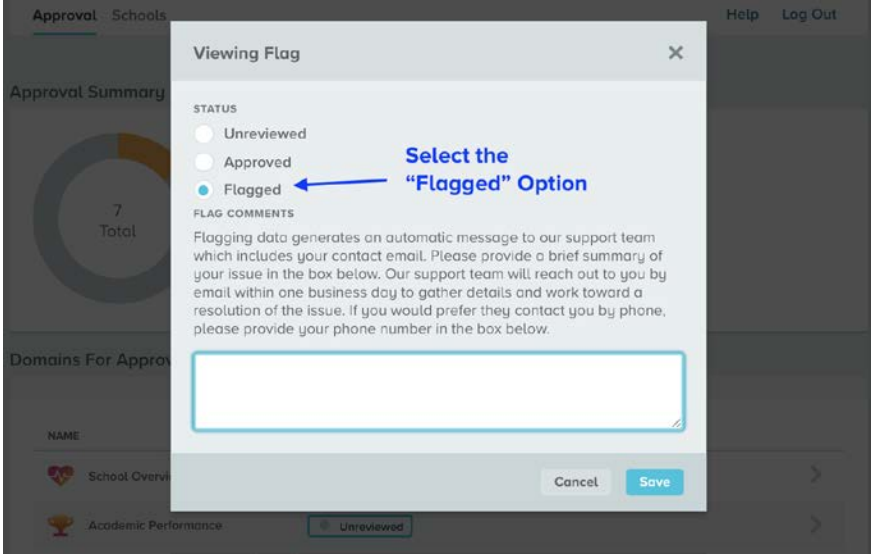 Approval Schools Help Log Out
Viewing Flag
Approval Summary
STATUS
Unreviewed
Approved
Flagged
Select the
“Flagged” Option
7
Total
FLAG COMMENTS
Flagging data generates an automatic message to our support team
which includes your contact email. Please provide a brief summary of
your issue in the box below. Our support team will reach out to you by
email within one business day to gather details and work toward a
resolution of the issue. If you would prefer they contact you by phone,
please provide your phone number in the box below.
Domains For Approv
NAME
Cancel Save
School Overvi
Academic Performance Unreviewed